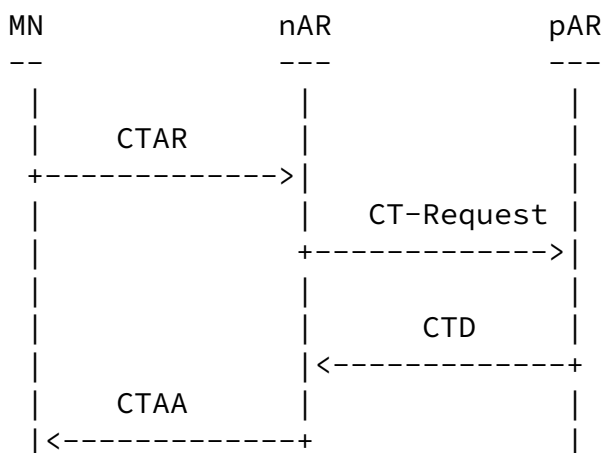 MN nAR pAR
-- --- ---
CTAR
CT-Request
CTD
CTAA